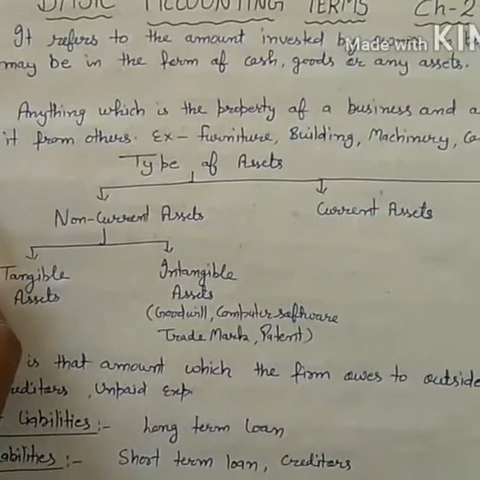 BASIC ACCOUNTING TERMS Ch-2
It refers to the amount invested by
Made with KIN
may be in the form of cash, goods or any assets.
Anything which is the property of a business and a
it from others. Ex- Furniture, Building, Machinery, Ca
Type of Assets
Non-Current Assets Current Assets
Tangible Intangible
Assets Assets
(Goodwill, Computer Software
Trade Mark, Patent)
is that amount which the firm owes to outside
reditors, Unpaid Exp
Liabilities:- Long term loan
abilities:- Short term loan, Creditors